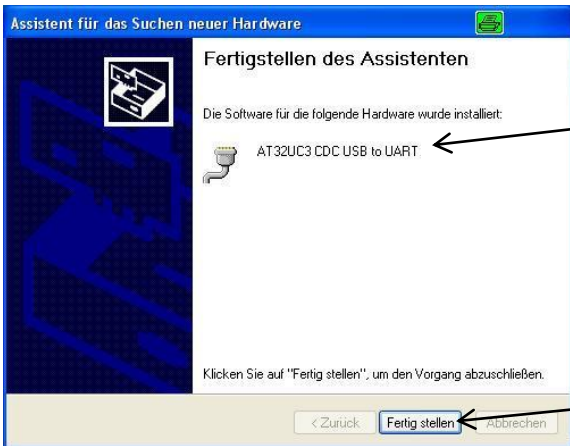 Assistent für das Suchen neuer Hardware
Fertigstellen des Assistenten
Die Software für die folgende Hardware wurde installiert:
AT32UC3 CDC USB to UART
Klicken Sie auf "Fertig stellen", um den Vorgang abzuschließen.
< Zurück Fertig stellen Abbrechen